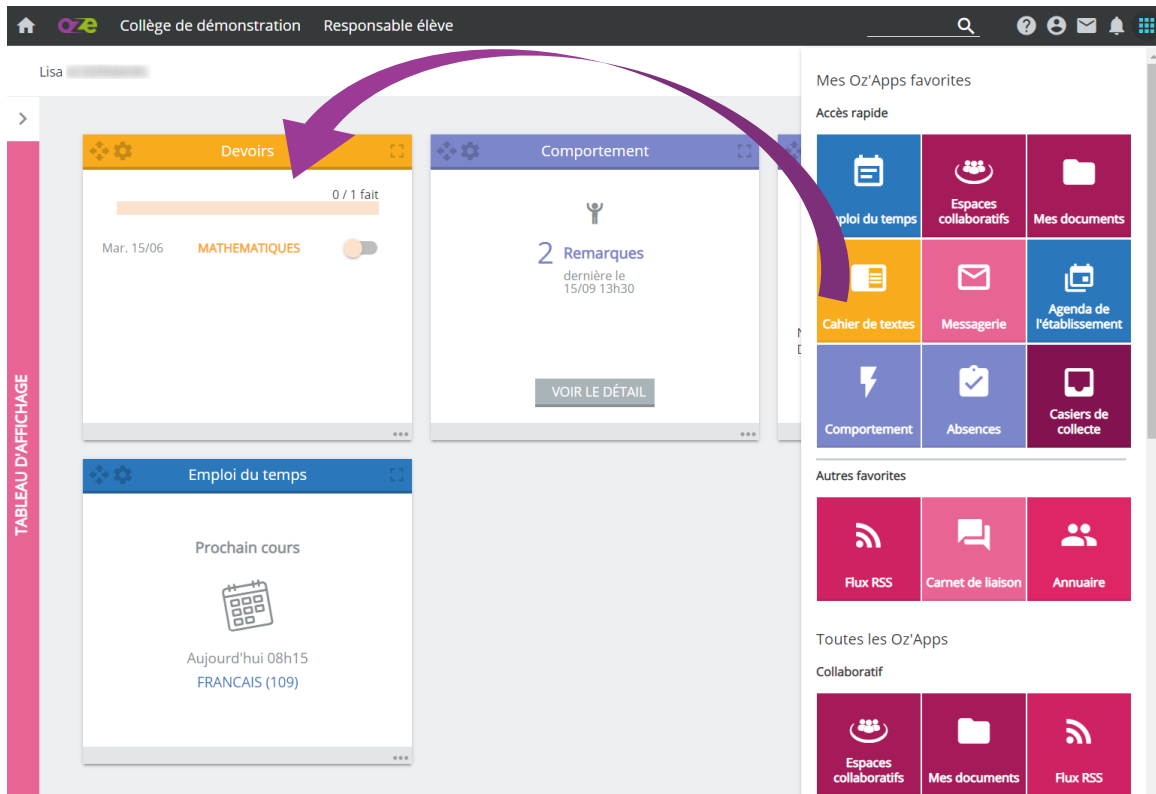 OZE Collège de démonstration Responsable élève
Lisa
TABLEAU D'AFFICHAGE
Devoirs
0 / 1 fait
Mar. 15/06 MATHEMATIQUES
Comportement
2 Remarques
dernière le
15/09 13h30
VOIR LE DÉTAIL
Emploi du temps
Prochain cours
Aujourd'hui 08h15
FRANCAIS (109)
Mes Oz'Apps favorites
Accès rapide
ploi du temps
Espaces
collaboratifs
Mes documents
Cahier de textes
Messagerie
Agenda de
l'établissement
Comportement
Absences
Casiers de
collecte
Autres favorites
Flux RSS
Carnet de liaison
Annuaire
Toutes les Oz'Apps
Collaboratif
Espaces
collaboratifs
Mes documents
Flux RSS